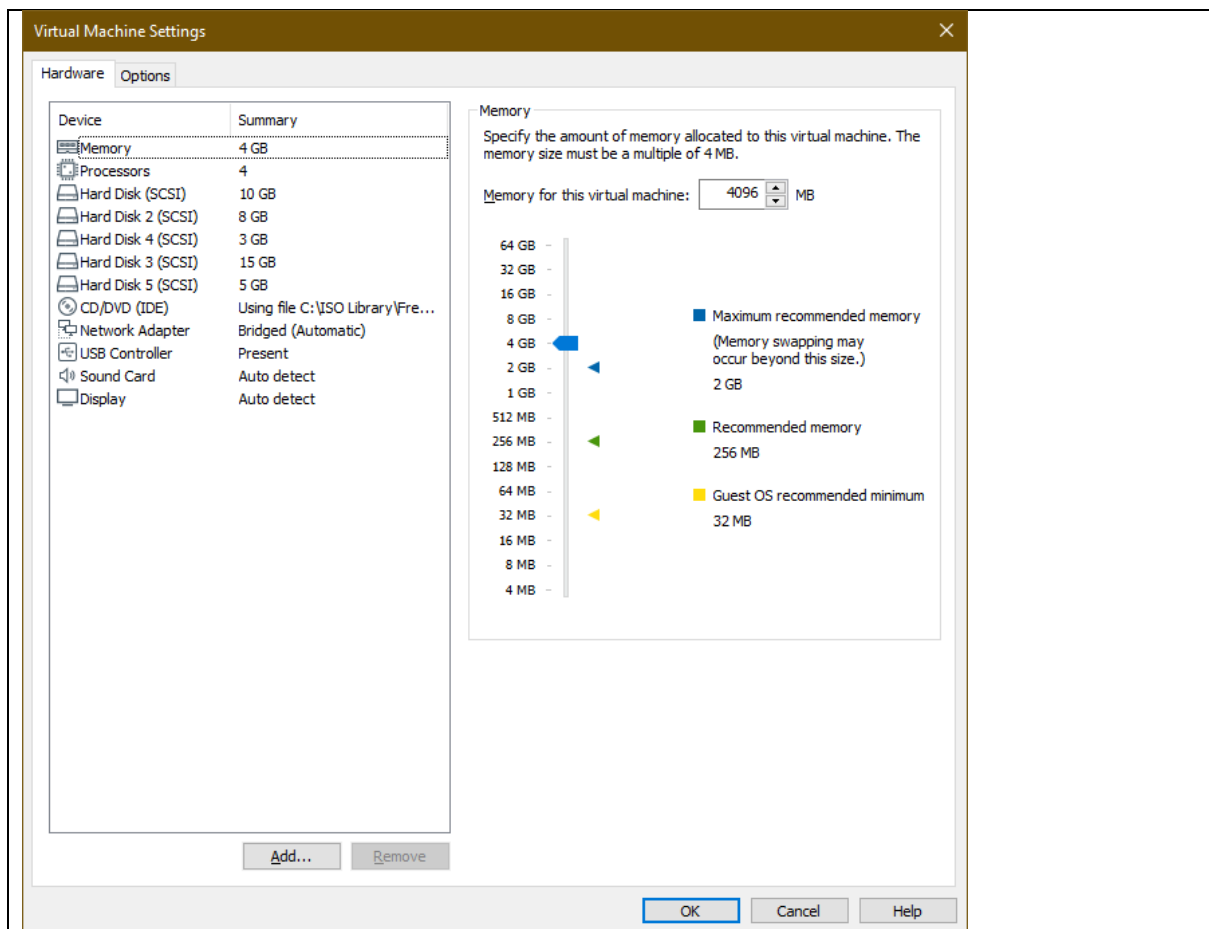 Virtual Machine Settings
Hardware Options
Device Summary
Memory 4 GB
Processors 4
Hard Disk (SCSI) 10 GB
Hard Disk 2 (SCSI) 8 GB
Hard Disk 4 (SCSI) 3 GB
Hard Disk 3 (SCSI) 15 GB
Hard Disk 5 (SCSI) 5 GB
CD/DVD (IDE) Using file C:\ISO Library\Fre...
Network Adapter Bridged (Automatic)
USB Controller Present
Sound Card Auto detect
Display Auto detect
Add... Remove
Memory
Specify the amount of memory allocated to this virtual machine. The
memory size must be a multiple of 4 MB.
Memory for this virtual machine: 4096 MB
64 GB
32 GB
16 GB
8 GB
4 GB
2 GB
1 GB
512 MB
256 MB
128 MB
64 MB
32 MB
16 MB
8 MB
4 MB
Maximum recommended memory
(Memory swapping may
occur beyond this size.)
2 GB
Recommended memory
256 MB
Guest OS recommended minimum
32 MB
OK Cancel Help